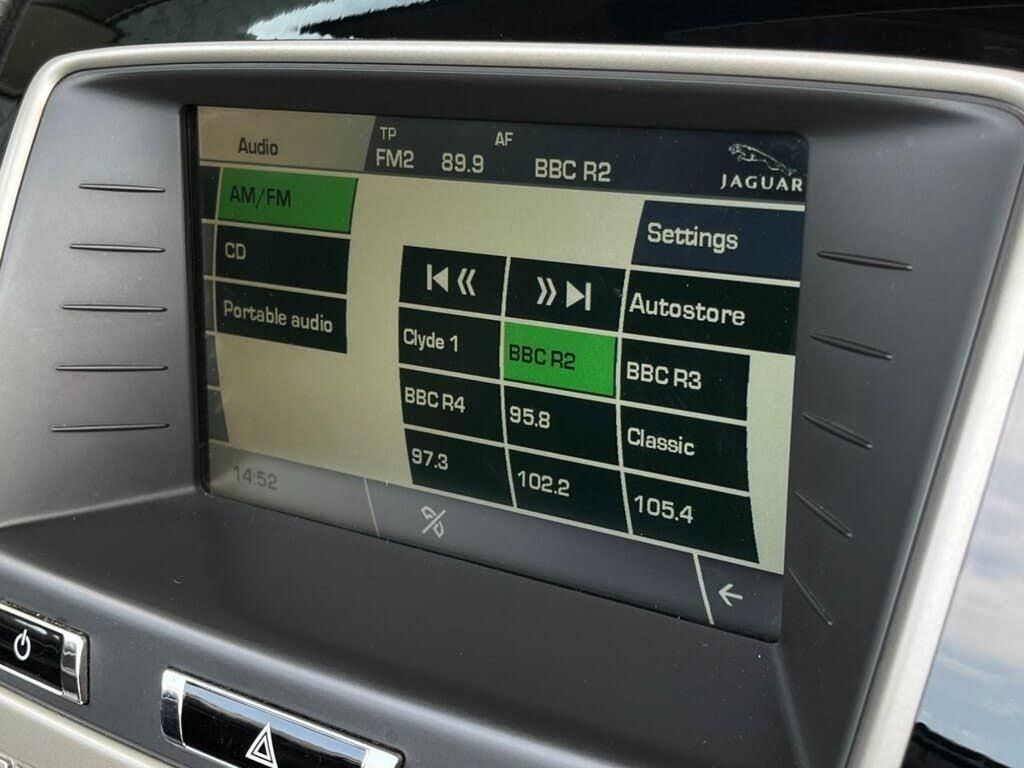 Audio
TP
AF
FM2 89.9 BBC R2
JAGUAR
AM/FM
CD
Portable audio
Settings
Autostore
Clyde 1
BBC R2
BBC R3
BBC R4
95.8
Classic
97.3
102.2
105.4
14:52